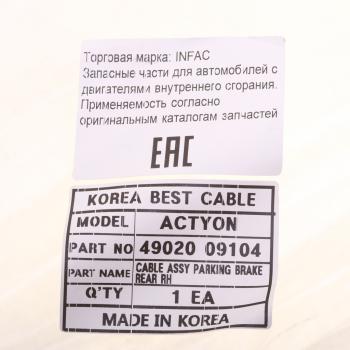 Торговая марка: INFAC
Запасные части для автомобилей с
двигателями внутреннего сгорания.
Применяемость согласно
оригинальным каталогам запчастей
EAC
KOREA BEST CABLE
MODEL ACTYON
PART NO 49020 09104
PART NAME CABLE ASSY PARKING BRAKE
REAR RH
Q'TY 1 EA
MADE IN KOREA